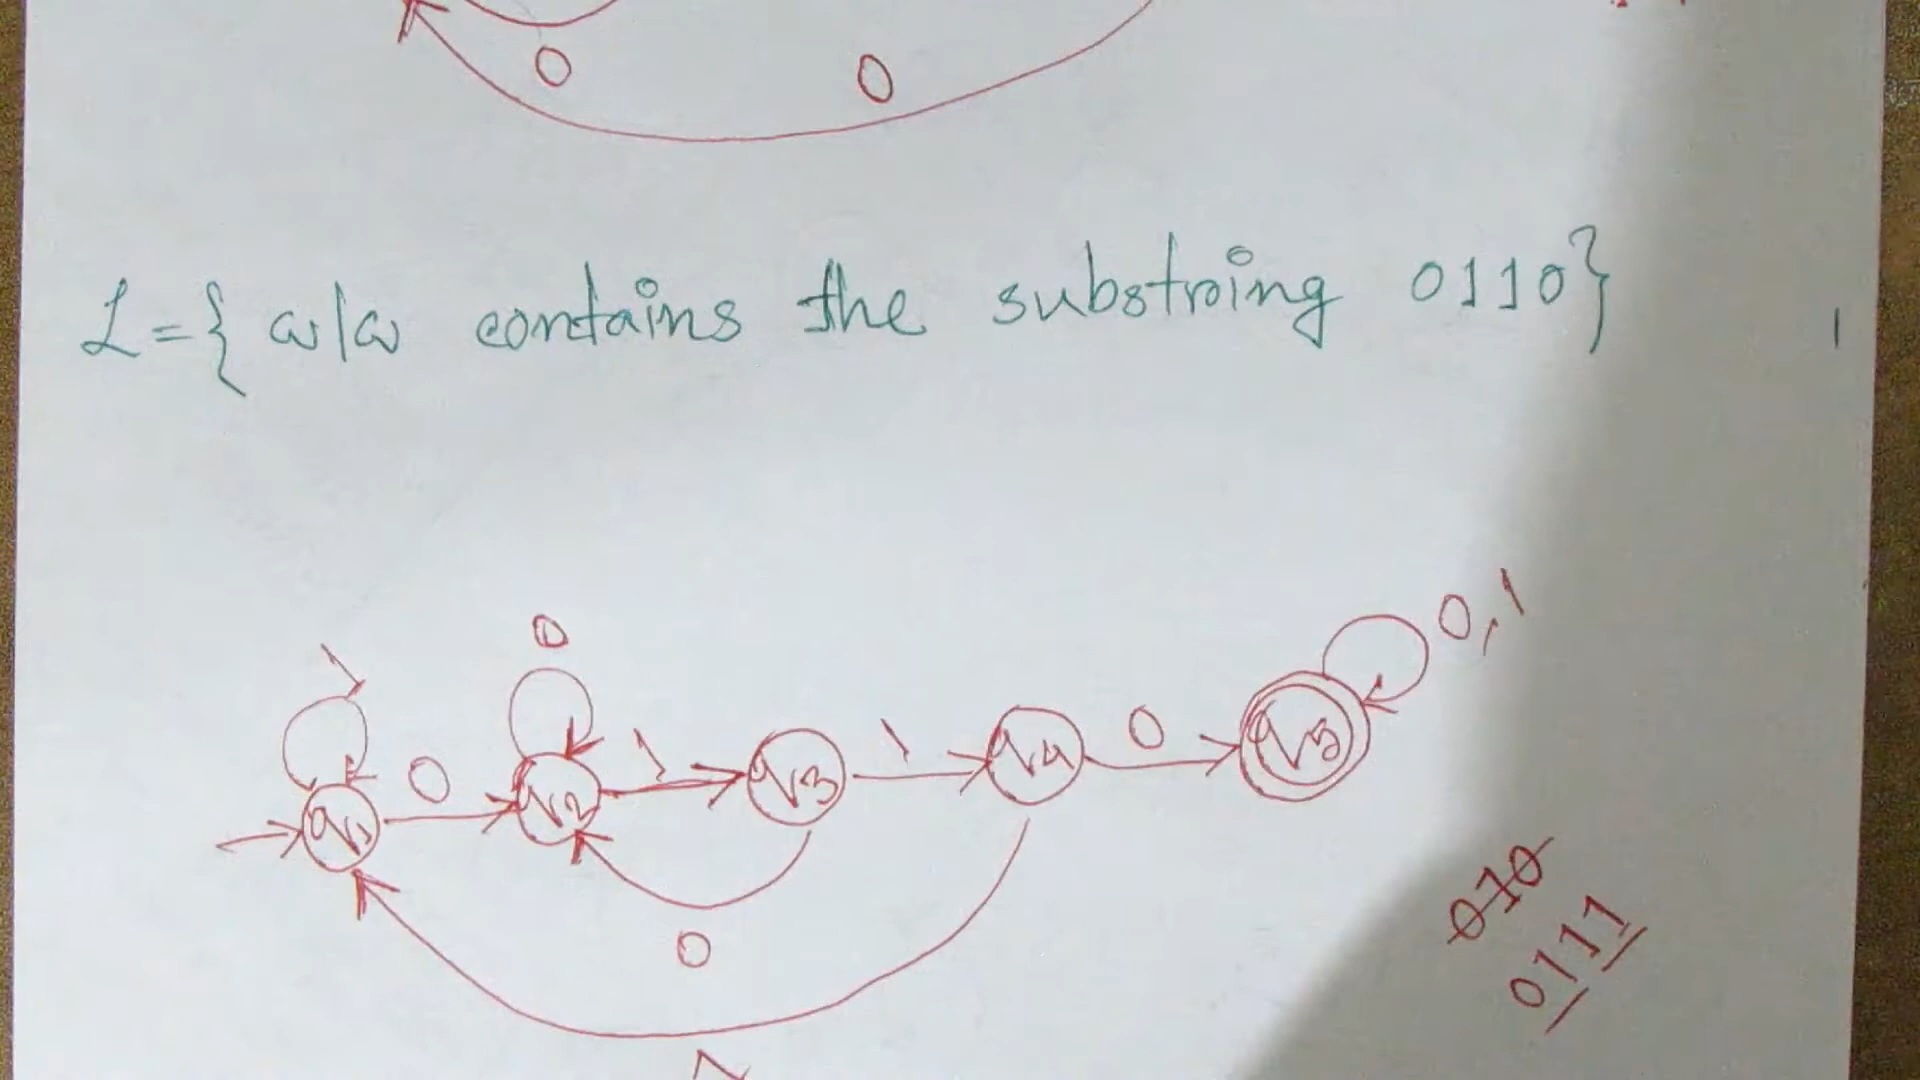 0 0
L={ω/ω contains the substring 0110}
0 0,1
1
0 1 1 0
q1 q2 q3 q4 q5
010
0
0111
1